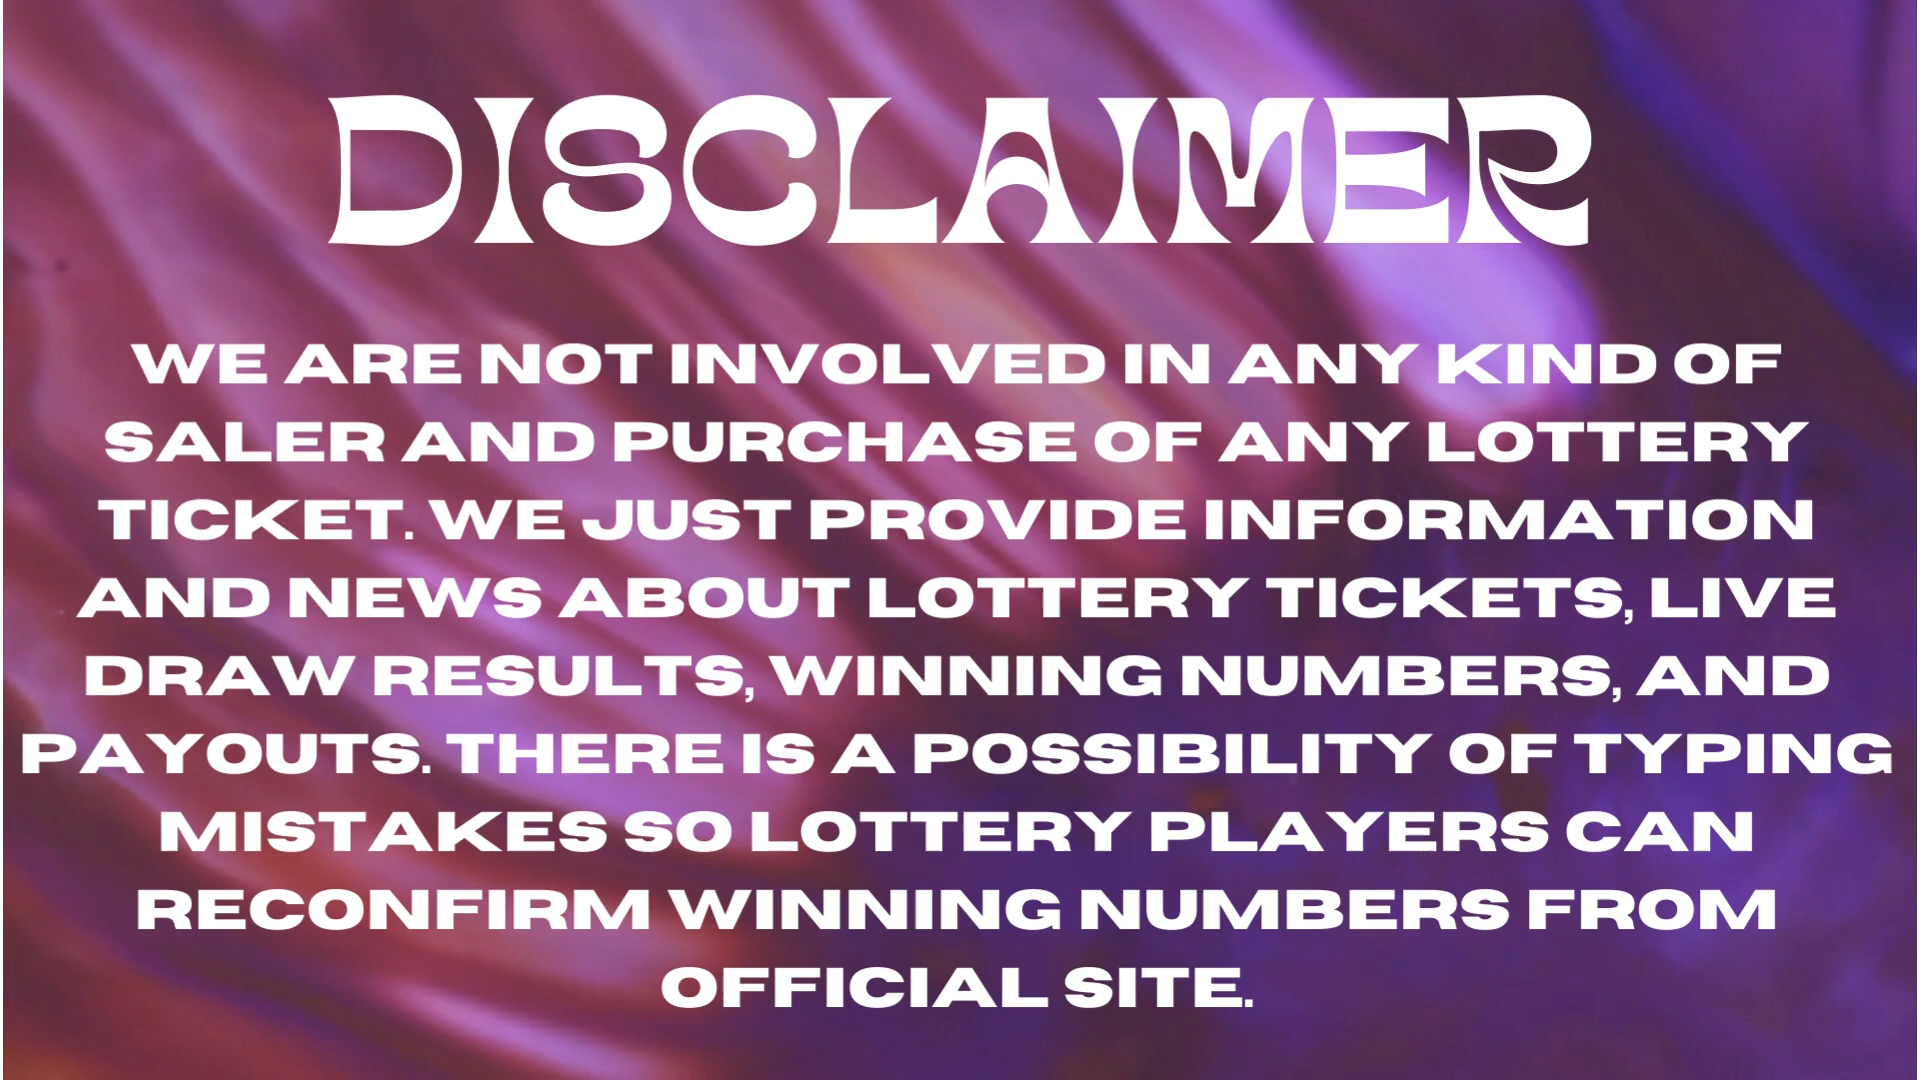 DISCLAIMER
WE ARE NOT INVOLVED IN ANY KIND OF
SALER AND PURCHASE OF ANY LOTTERY
TICKET. WE JUST PROVIDE INFORMATION
AND NEWS ABOUT LOTTERY TICKETS, LIVE
DRAW RESULTS, WINNING NUMBERS, AND
PAYOUTS. THERE IS A POSSIBILITY OF TYPING
MISTAKES SO LOTTERY PLAYERS CAN
RECONFIRM WINNING NUMBERS FROM
OFFICIAL SITE.